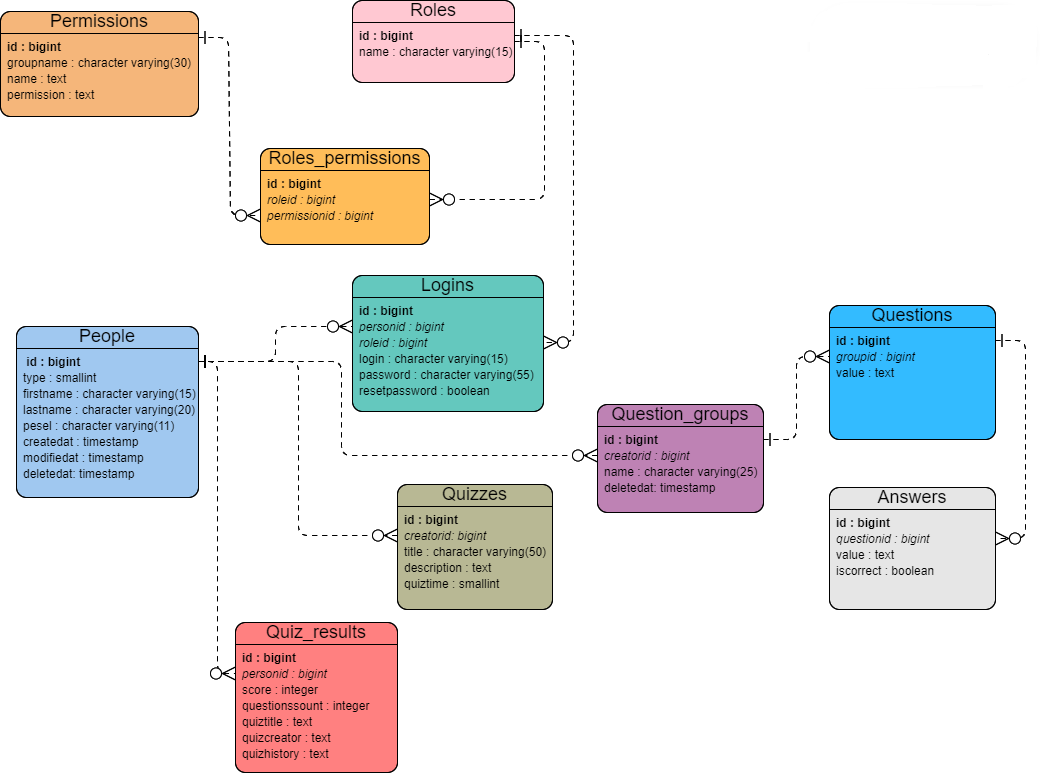 Permissions
id : bigint
groupname : character varying(30)
name : text
permission : text
Roles
id : bigint
name : character varying(15)
Roles_permissions
id : bigint
roleid : bigint
permissionid : bigint
Logins
id : bigint
personid : bigint
roleid : bigint
login : character varying(15)
password : character varying(55)
resetpassword : boolean
People
id : bigint
type : smallint
firstname : character varying(15)
lastname : character varying(20)
pesel : character varying(11)
createdat : timestamp
modifiedat : timestamp
deletedat: timestamp
Questions
id : bigint
groupid : bigint
value : text
Question_groups
id : bigint
creatorid : bigint
name : character varying(25)
deletedat: timestamp
Quizzes
id : bigint
creatorid: bigint
title : character varying(50)
description : text
quiztime : smallint
Answers
id : bigint
questionid : bigint
value : text
iscorrect : boolean
Quiz_results
id : bigint
personid : bigint
score : integer
questionssount : integer
quiztitle : text
quizcreator : text
quizhistory : text